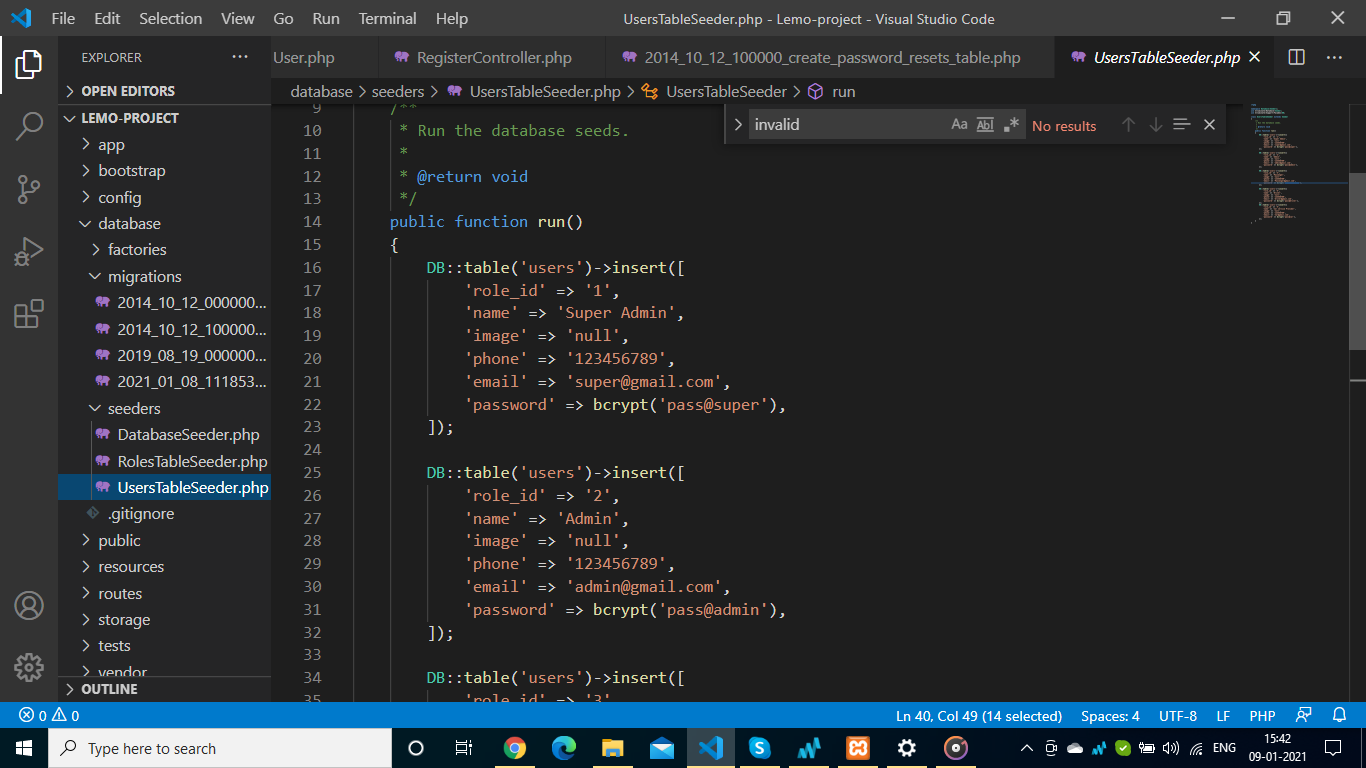 File Edit Selection View Go Run Terminal Help
UsersTableSeeder.php - Lemo-project - Visual Studio Code
EXPLORER
OPEN EDITORS
LEMO-PROJECT
app
bootstrap
config
database
factories
migrations
2014_10_12_000000...
2014_10_12_100000...
2019_08_19_000000...
2021_01_08_111853...
seeders
DatabaseSeeder.php
RolesTableSeeder.php
UsersTableSeeder.php
.gitignore
public
resources
routes
storage
tests
vendor
OUTLINE
User.php RegisterController.php 2014_10_12_100000_create_password_resets_table.php UsersTableSeeder.php
database > seeders > UsersTableSeeder.php > UsersTableSeeder > run
invalid Aa Abl .* No results
9 /**
10 * Run the database seeds.
11 *
12 * @return void
13 */
14 public function run()
15 {
16 DB::table('users')->insert([
17 'role_id' => '1',
18 'name' => 'Super Admin',
19 'image' => 'null',
20 'phone' => '123456789',
21 'email' => 'super@gmail.com',
22 'password' => bcrypt('pass@super'),
23 ]);
24
25 DB::table('users')->insert([
26 'role_id' => '2',
27 'name' => 'Admin',
28 'image' => 'null',
29 'phone' => '123456789',
30 'email' => 'admin@gmail.com',
31 'password' => bcrypt('pass@admin'),
32 ]);
33
34 DB::table('users')->insert([
35 'role_id' => '3'
0 0 Ln 40, Col 49 (14 selected) Spaces: 4 UTF-8 LF PHP
Type here to search
ENG
15:42
09-01-2021